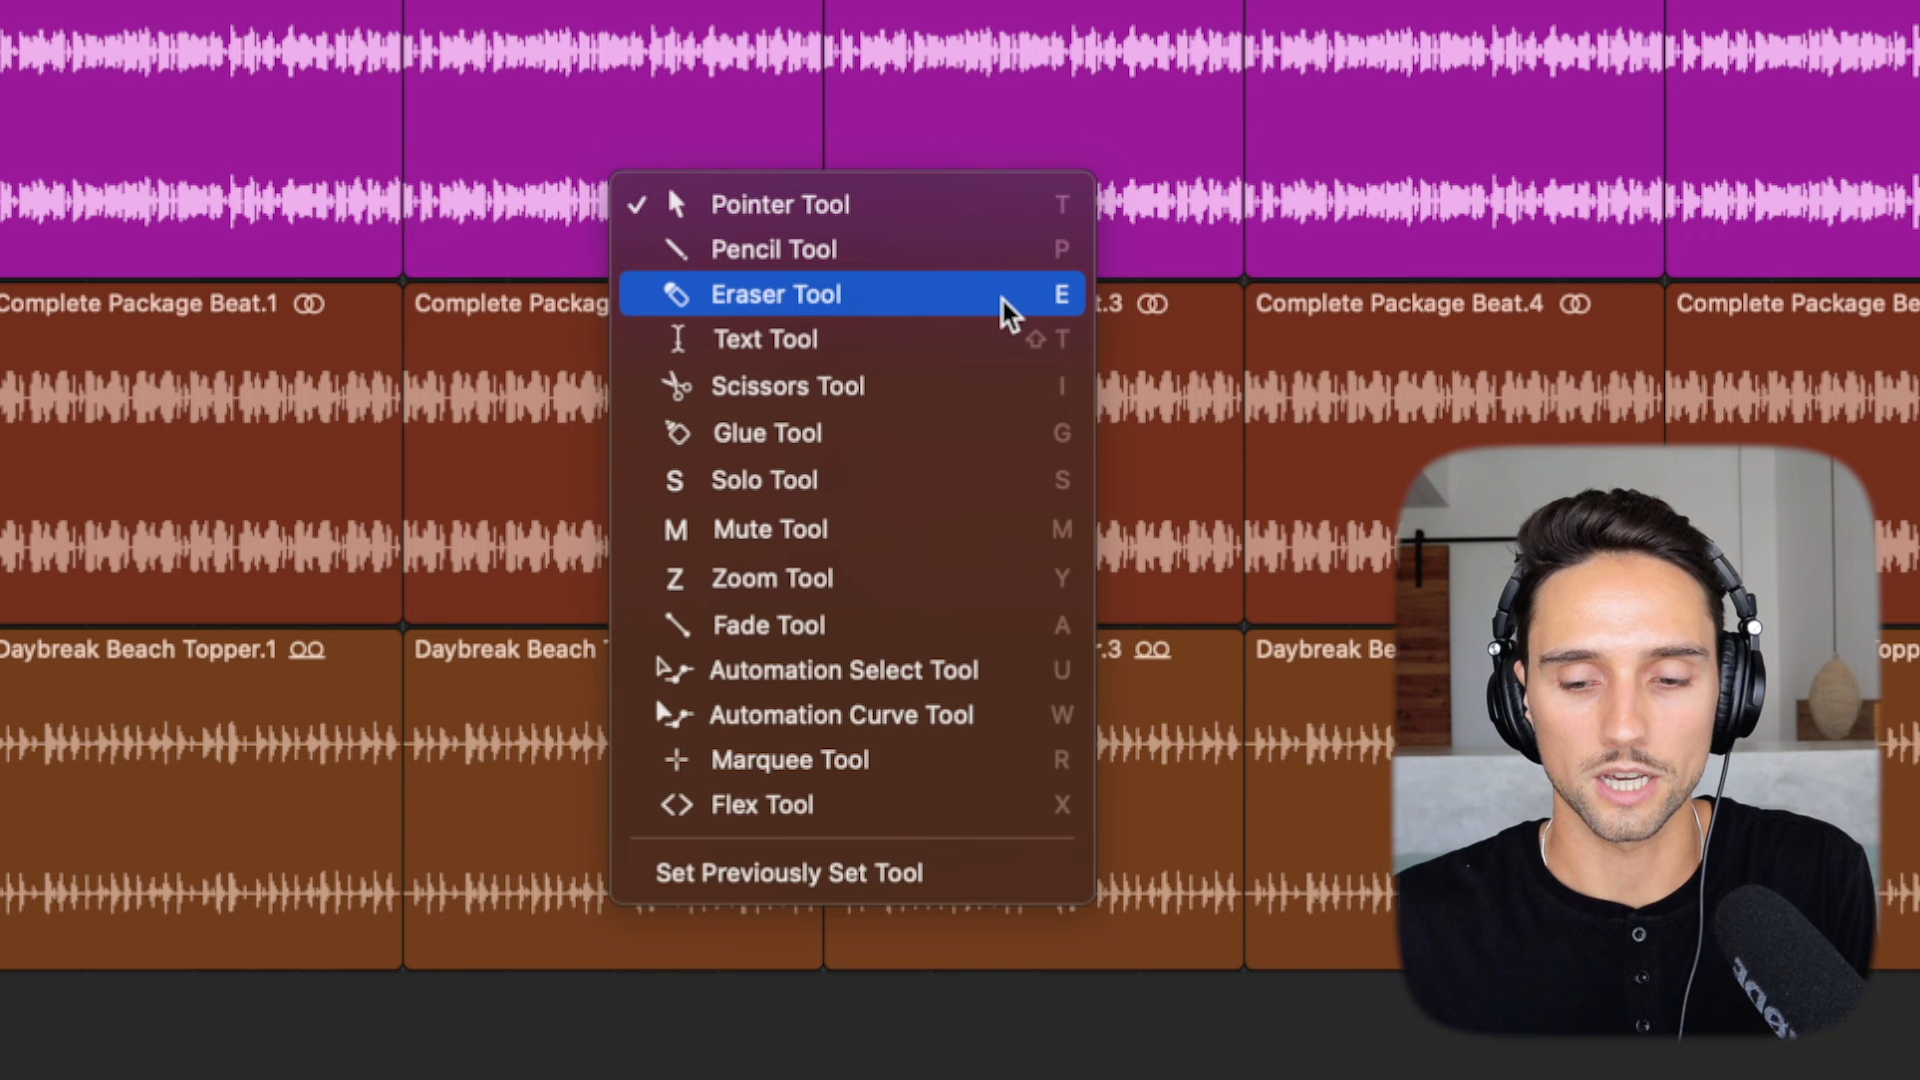 Pointer Tool T
Pencil Tool P
Eraser Tool E
Complete Package Beat.1
Complete Packag
t.3
Complete Package Beat.4
Complete Package Be
Text Tool ⇧ T
Scissors Tool I
Glue Tool G
S Solo Tool S
M Mute Tool M
Z Zoom Tool Y
Fade Tool A
Daybreak Beach Topper.1
Daybreak Beach
r.3
Daybreak Be
opp
Automation Select Tool U
Automation Curve Tool W
Marquee Tool R
Flex Tool X
Set Previously Set Tool